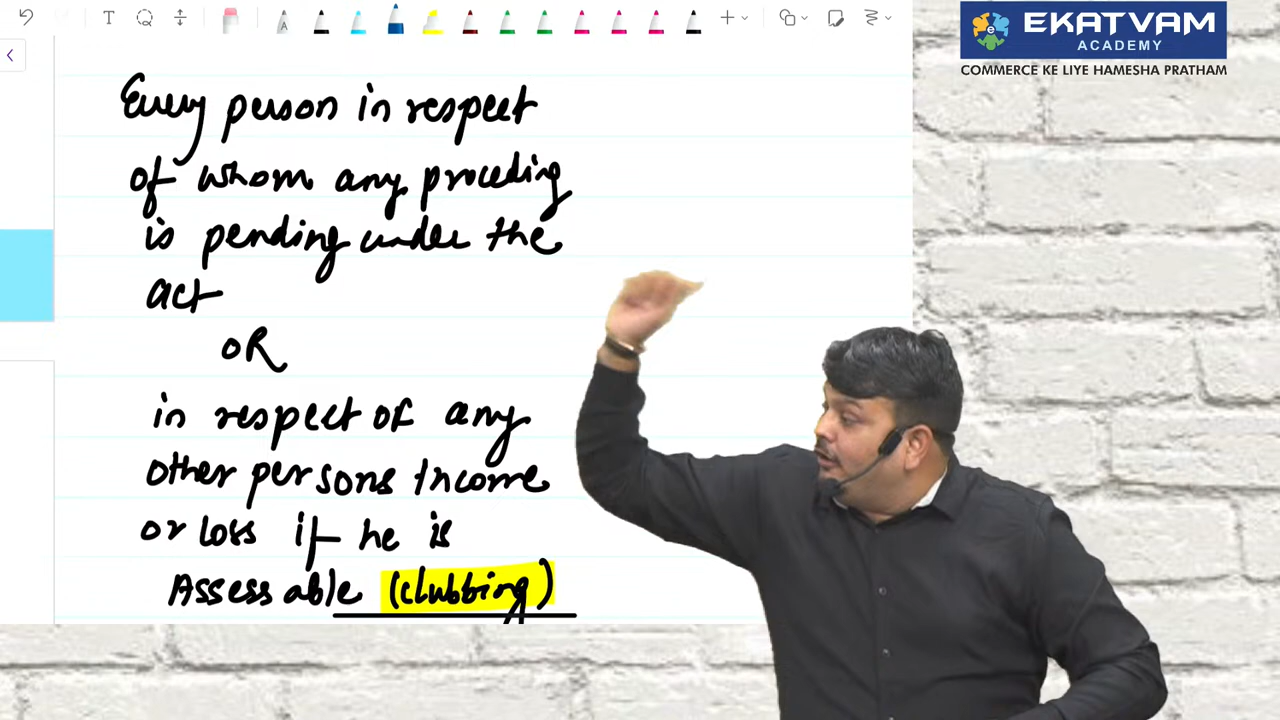 EKATVAM
ACADEMY
COMMERCE KE LIYE HAMESHA PRATHAM
Every person in respect
of whom any proceding
is pending under the
act
OR
in respect of any
other persons Income
or loss if he is
Assessable (clubbing)